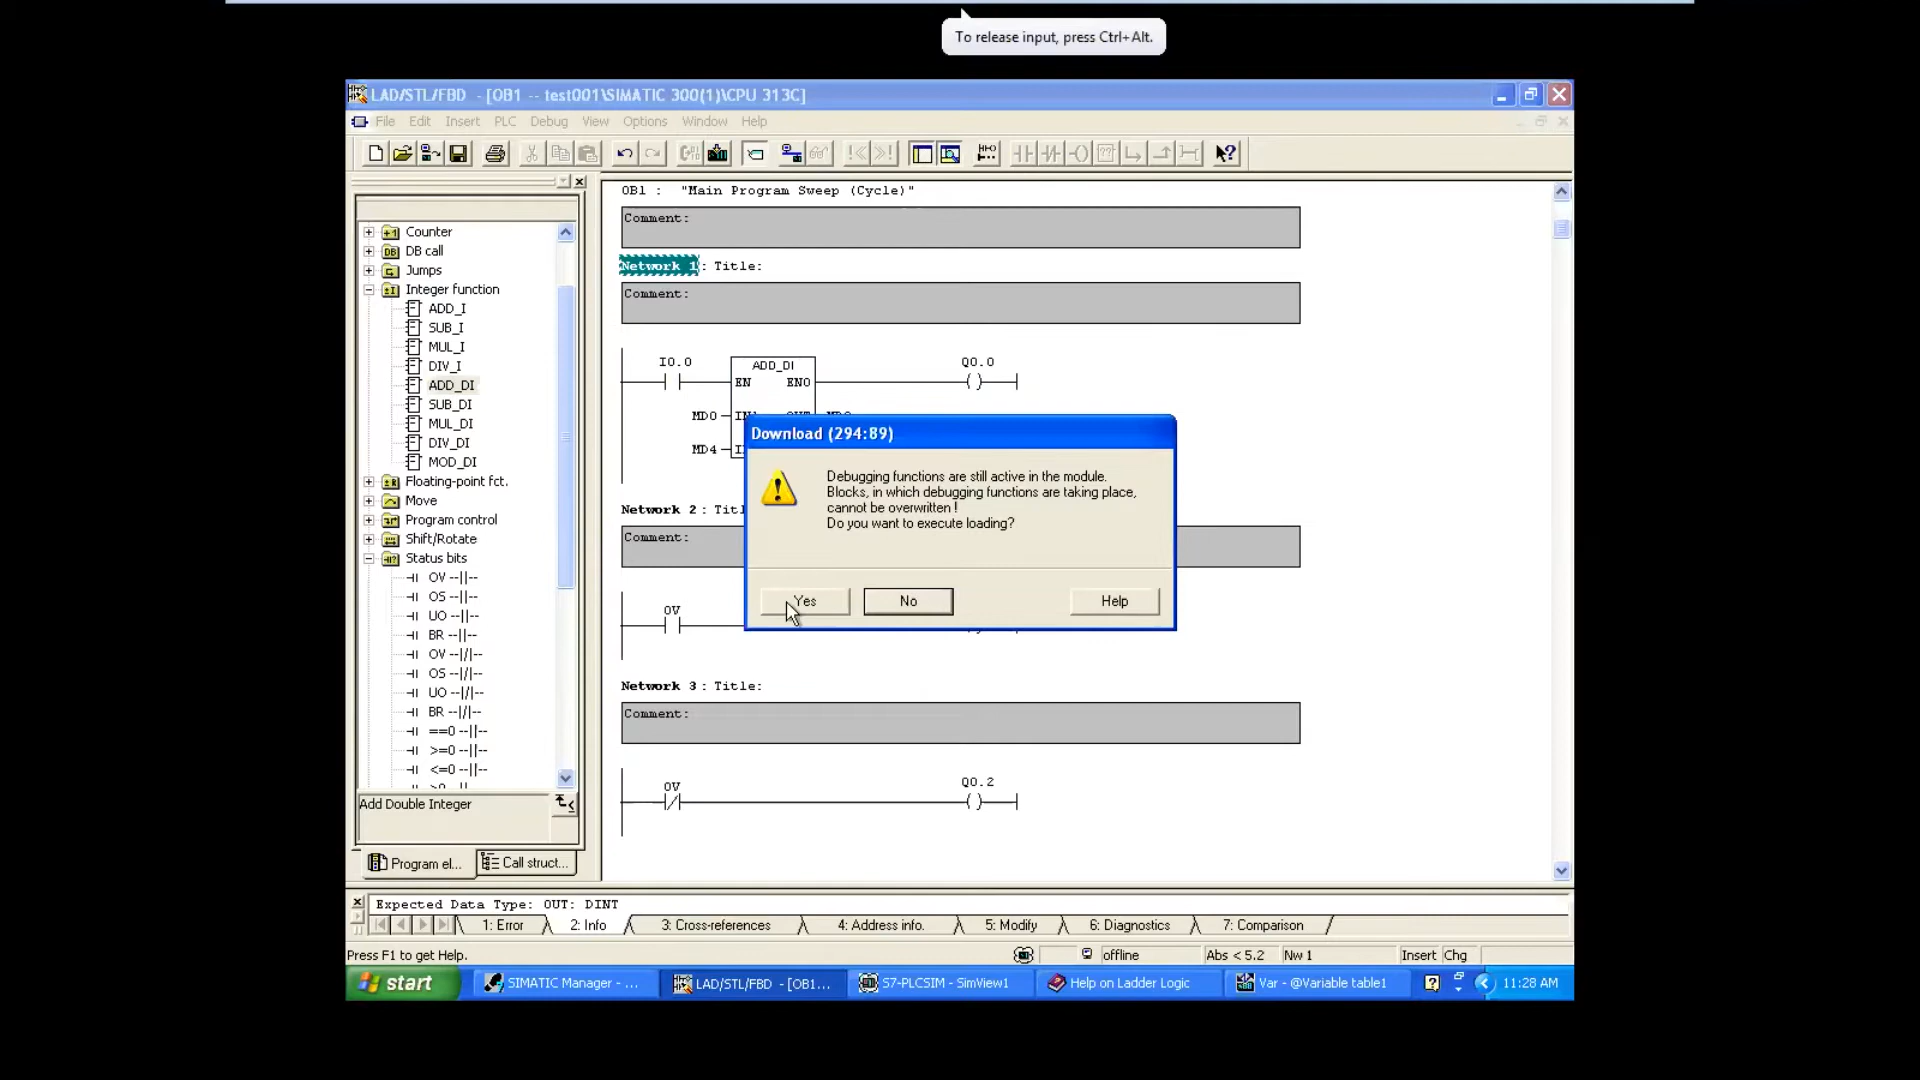 To release input, press Ctrl+Alt.
LAD/STL/FBD - [OB1 -- test001\SIMATIC 300(1)\CPU 313C]
File Edit Insert PLC Debug View Options Window Help
OB1 : "Main Program Sweep (Cycle)"
Comment:
Network 1: Title:
Comment:
Counter
DB call
Jumps
Integer function
ADD_I
SUB_I
MUL_I
DIV_I
ADD_DI
SUB_DI
MUL_DI
DIV_DI
MOD_DI
Floating-point fct.
Move
Program control
Shift/Rotate
Status bits
OV --||--
OS --||--
UO --||--
BR --||--
OV --|/|--
OS --|/|--
UO --|/|--
BR --|/|--
==0 --||--
>=0 --||--
<=0 --||--
Add Double Integer
Program el...
Call struct...
I0.0
ADD_DI
Q0.0
EN ENO
MD0
MD4
Download (294:89)
Debugging functions are still active in the module.
Blocks, in which debugging functions are taking place,
cannot be overwritten !
Do you want to execute loading?
Yes No Help
Network 2: Titl
Comment:
OV
Network 3: Title:
Comment:
OV
Q0.2
Expected Data Type: OUT: DINT
1: Error 2: Info 3: Cross-references 4: Address info. 5: Modify 6: Diagnostics 7: Comparison
Press F1 to get Help.
offline Abs < 5.2 Nw 1 Insert Chg
start SIMATIC Manager - ... LAD/STL/FBD - [OB1... S7-PLCSIM - SimView1 Help on Ladder Logic Var - @Variable table1 11:28 AM